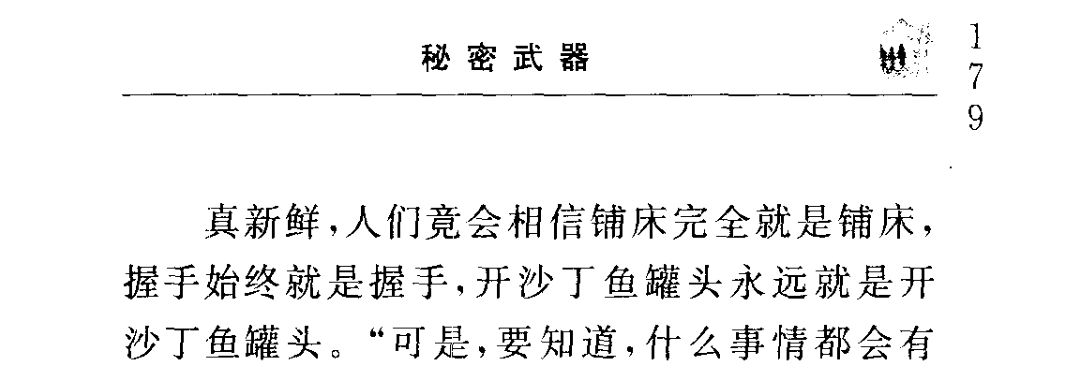 秘密武器
179
真新鲜，人们竟会相信铺床完全就是铺床，
握手始终就是握手，开沙丁鱼罐头永远就是开
沙丁鱼罐头。“可是，要知道，什么事情都会有